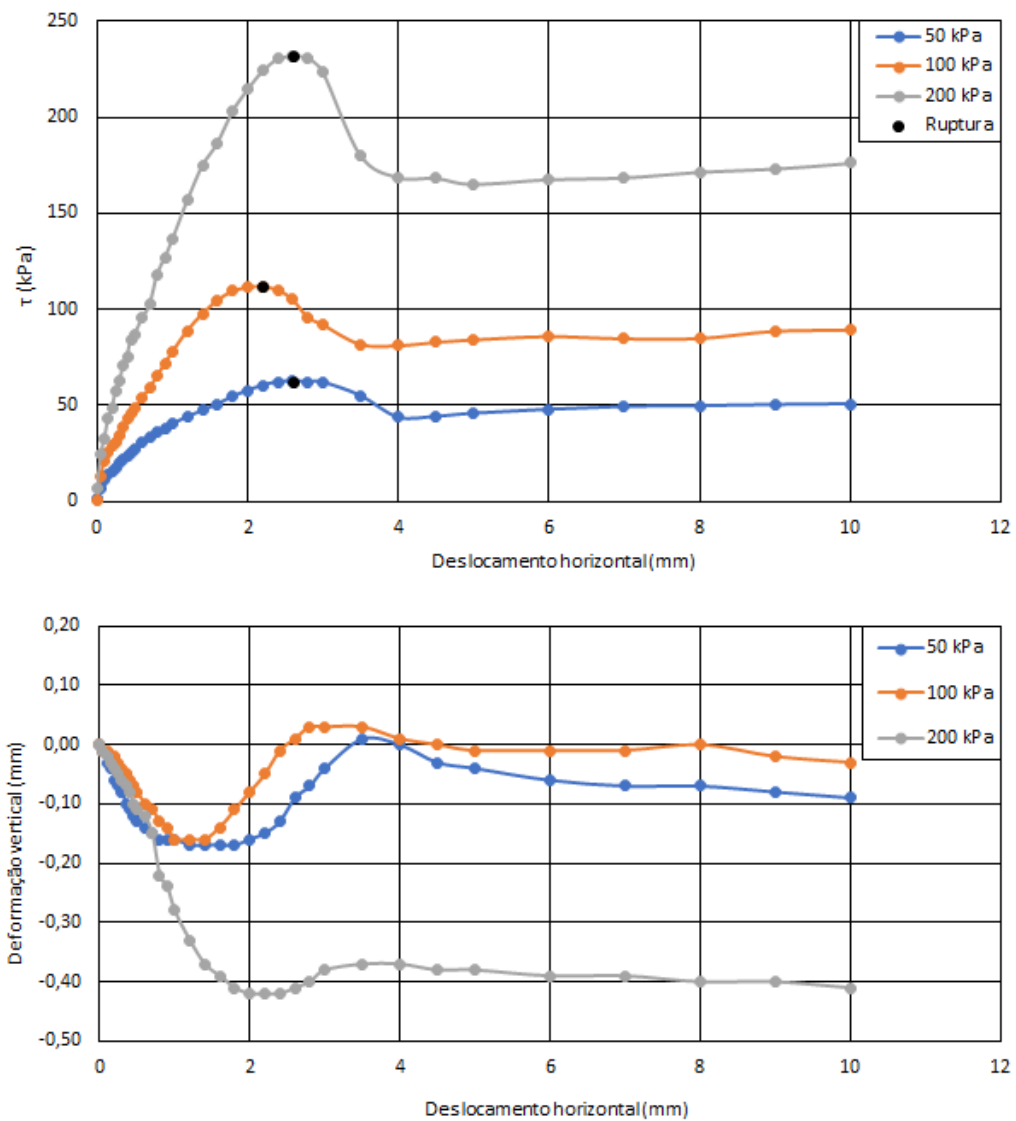 250
200
150
100
50
0
τ (kPa)
0 2 4 6 8 10 12
Deslocamento horizontal (mm)
50 kPa
100 kPa
200 kPa
Ruptura
0,20
0,10
0,00
-0,10
-0,20
-0,30
-0,40
-0,50
Deformação vertical (mm)
0 2 4 6 8 10 12
Deslocamento horizontal (mm)
50 kPa
100 kPa
200 kPa